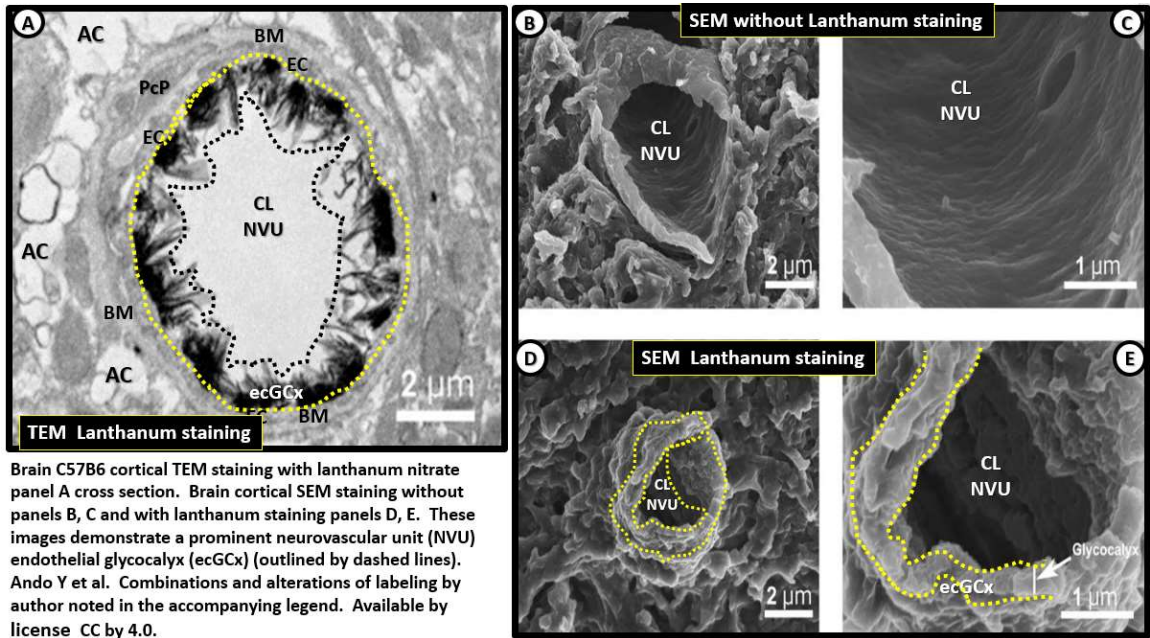 A
AC
BM
EC
PcP
EC
CL
NVU
AC
BM
AC
ecGCx
BM
2 µm
TEM Lanthanum staining
Brain C57B6 cortical TEM staining with lanthanum nitrate
panel A cross section. Brain cortical SEM staining without
panels B, C and with lanthanum staining panels D, E. These
images demonstrate a prominent neurovascular unit (NVU)
endothelial glycocalyx (ecGCx) (outlined by dashed lines).
Ando Y et al. Combinations and alterations of labeling by
author noted in the accompanying legend. Available by
license CC by 4.0.
SEM without Lanthanum staining
B
CL
NVU
2 µm
C
CL
NVU
1 µm
SEM Lanthanum staining
D
CL
NVU
2 µm
E
CL
NVU
Glycocalyx
ecGCx
1 µm